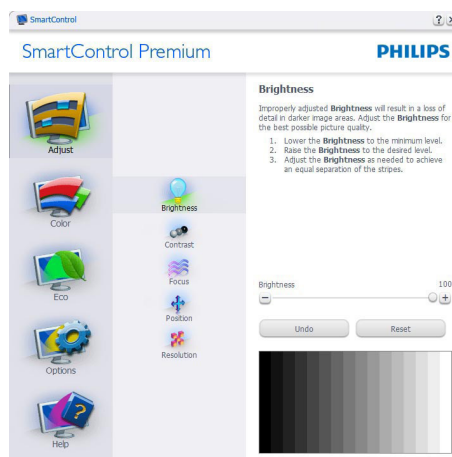 SmartControl
SmartControl Premium
PHILIPS
Adjust
Color
Eco
Options
Help
Brightness
Contrast
Focus
Position
Resolution
Brightness
Improperly adjusted Brightness will result in a loss of
detail in darker image areas. Adjust the Brightness for
the best possible picture quality.
1. Lower the Brightness to the minimum level.
2. Raise the Brightness to the desired level.
3. Adjust the Brightness as needed to achieve
an equal separation of the stripes.
Brightness 100
Undo Reset